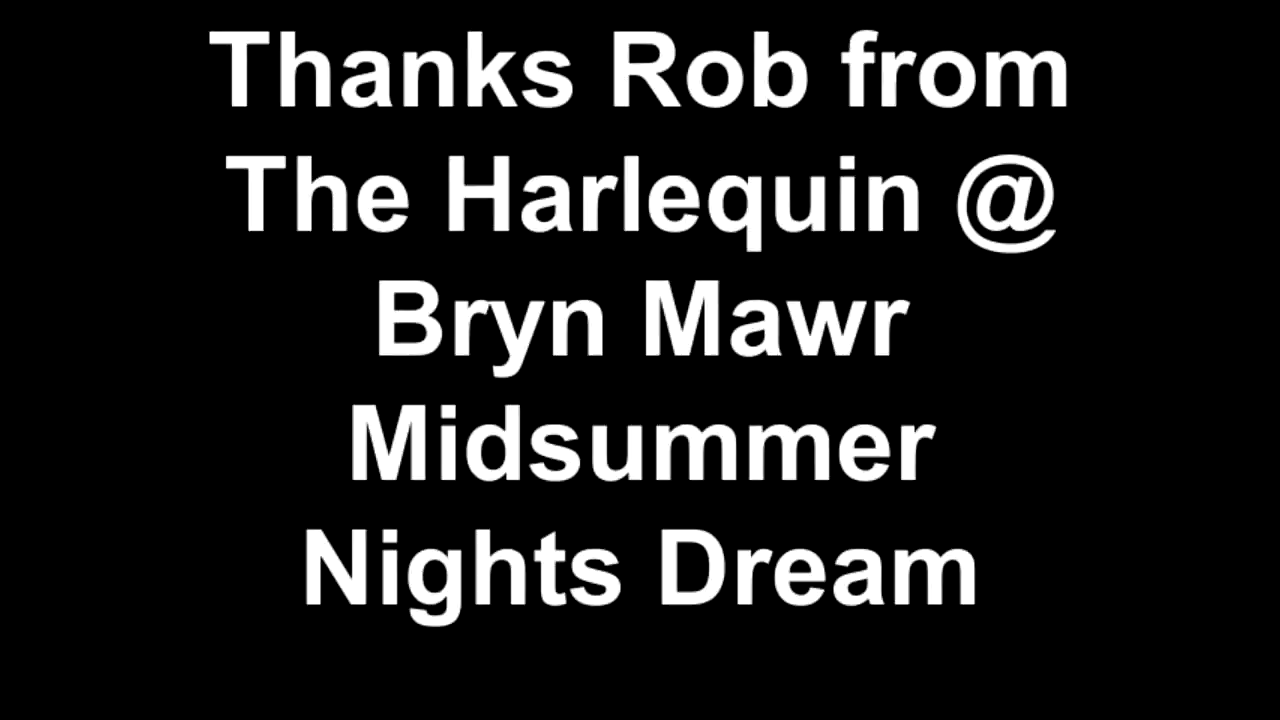 Thanks Rob from
The Harlequin @
Bryn Mawr
Midsummer
Nights Dream